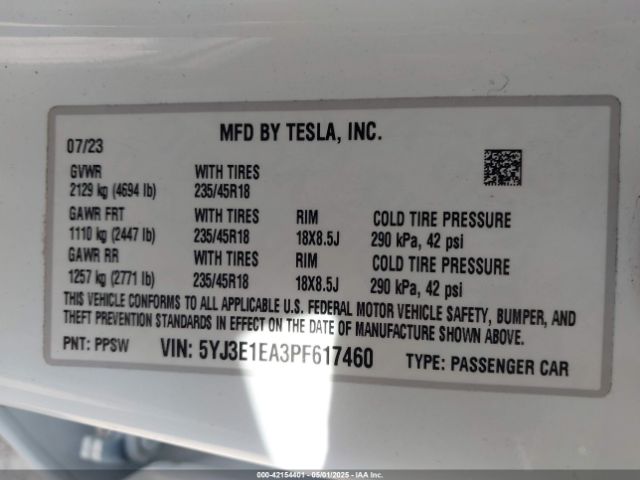 MFD BY TESLA, INC.
07/23
GVWR WITH TIRES
2129 kg (4694 lb) 235/45R18
GAWR FRT WITH TIRES RIM COLD TIRE PRESSURE
1110 kg (2447 lb) 235/45R18 18X8.5J 290 kPa, 42 psi
GAWR RR WITH TIRES RIM COLD TIRE PRESSURE
1257 kg (2771 lb) 235/45R18 18X8.5J 290 kPa, 42 psi
THIS VEHICLE CONFORMS TO ALL APPLICABLE U.S. FEDERAL MOTOR VEHICLE SAFETY, BUMPER, AND
THEFT PREVENTION STANDARDS IN EFFECT ON THE DATE OF MANUFACTURE SHOWN ABOVE.
PNT: PPSW VIN: 5YJ3E1EA3PF617460 TYPE: PASSENGER CAR
000-42154401 - 05/01/2025 - IAA, Inc.